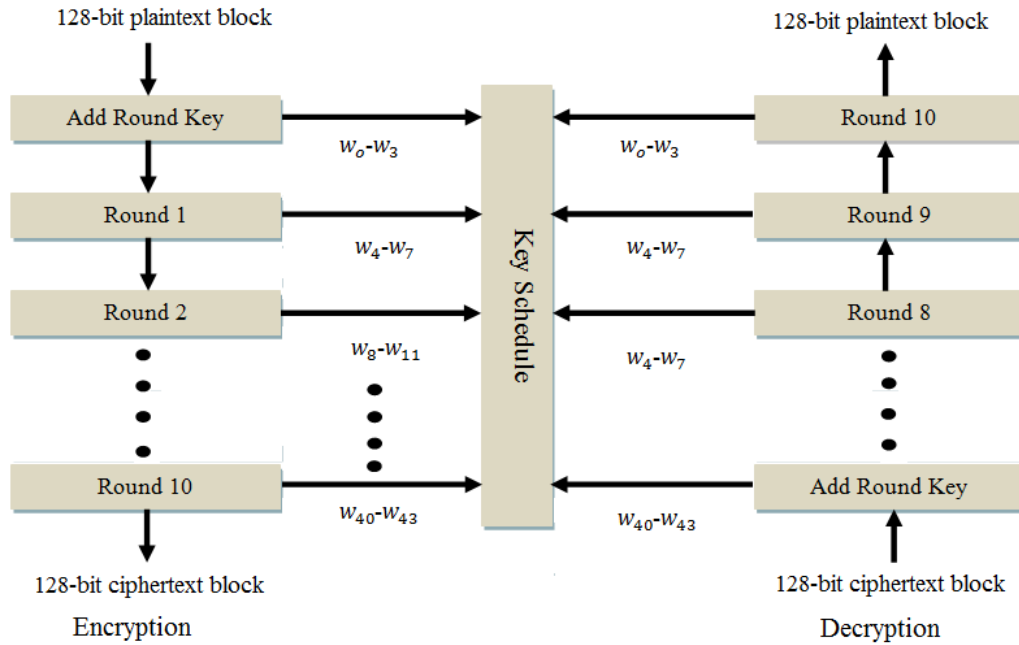 128-bit plaintext block
128-bit plaintext block
Add Round Key
Round 10
w₀-w₃
w₀-w₃
Round 1
Round 9
w₄-w₇
w₄-w₇
Key Schedule
Round 2
Round 8
w₈-w₁₁
w₄-w₇
Round 10
Add Round Key
w₄₀-w₄₃
w₄₀-w₄₃
128-bit ciphertext block
128-bit ciphertext block
Encryption
Decryption